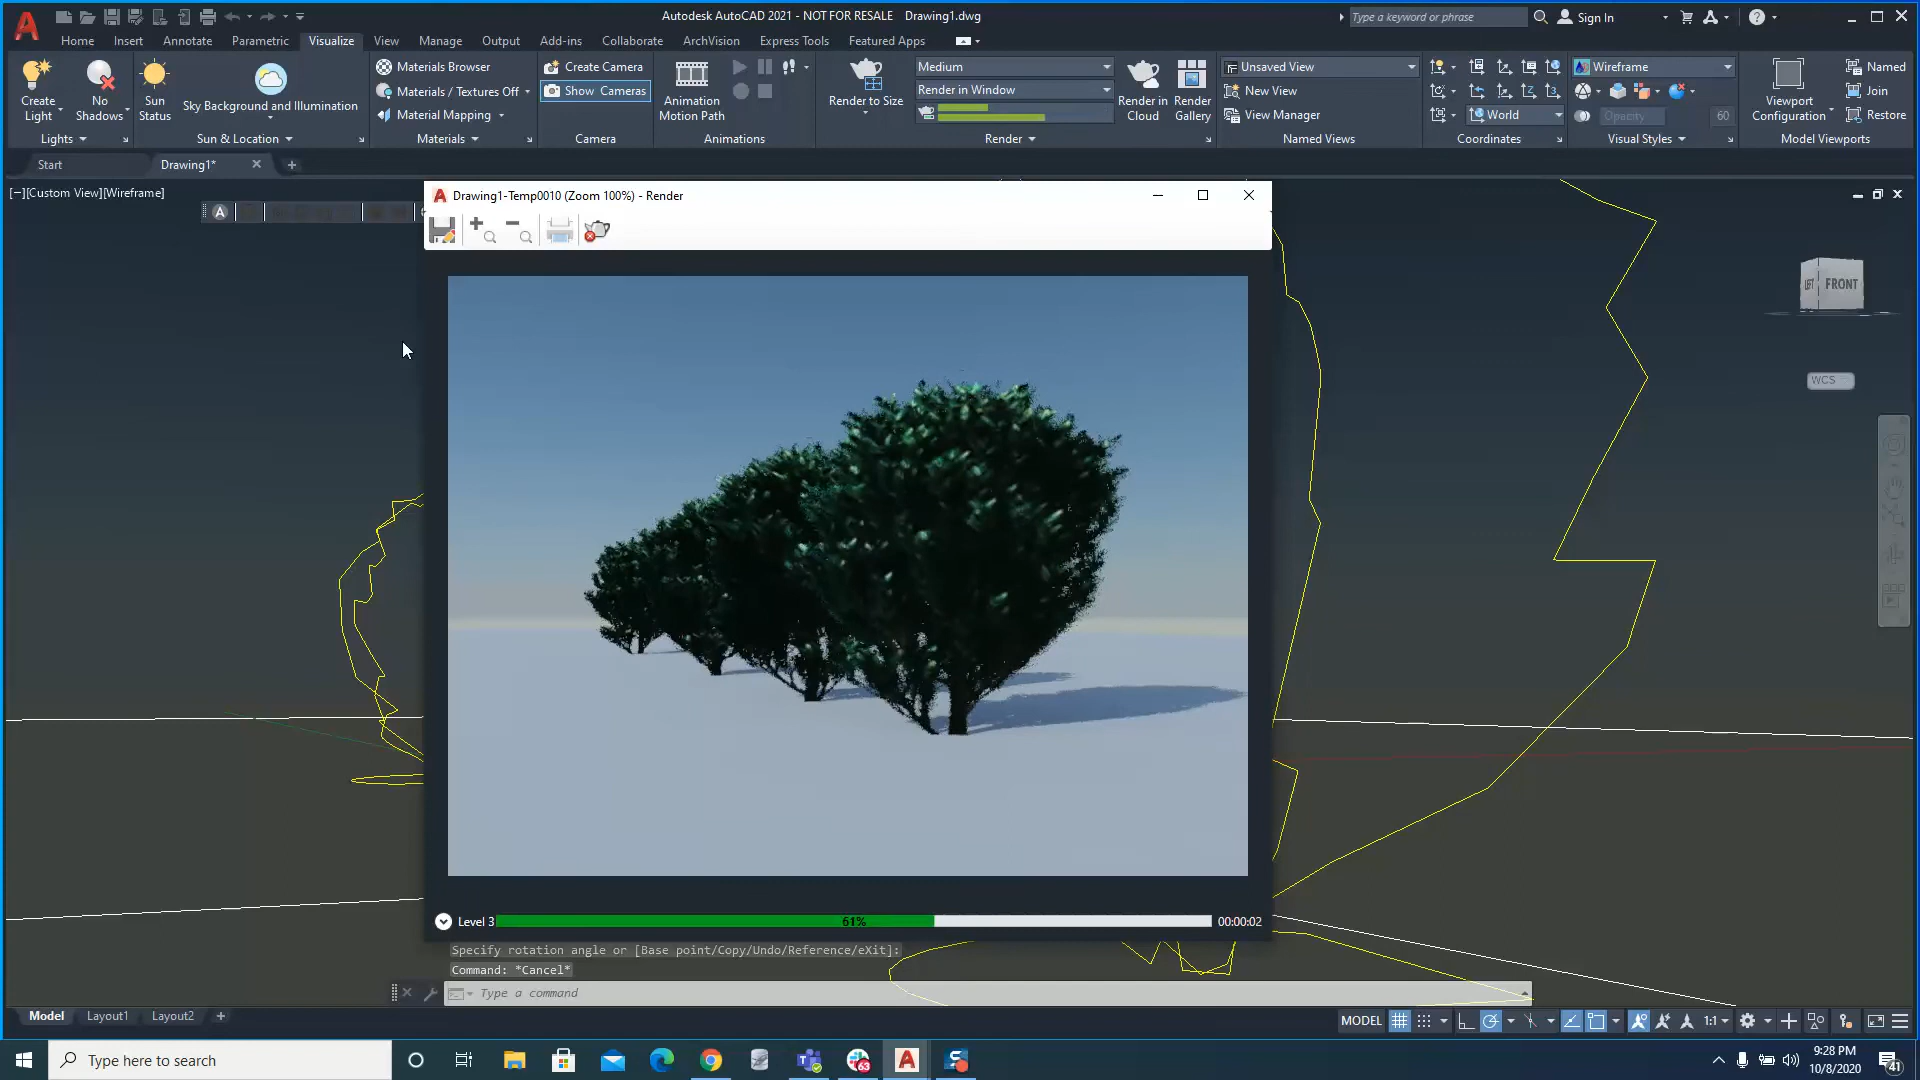 Autodesk AutoCAD 2021 - NOT FOR RESALE Drawing1.dwg
Type a keyword or phrase
Sign In
Home Insert Annotate Parametric Visualize View Manage Output Add-ins Collaborate ArchVision Express Tools Featured Apps
Create Light
No Shadows
Lights
Sun Status
Sky Background and Illumination
Sun & Location
Materials Browser
Materials / Textures Off
Material Mapping
Materials
Create Camera
Show Cameras
Camera
Animation Motion Path
Animations
Render to Size
Medium
Render in Window
Render in Cloud
Render Gallery
Render
Unsaved View
New View
View Manager
Named Views
World
Coordinates
Wireframe
Opacity 60
Visual Styles
Viewport Configuration
Named
Join
Restore
Model Viewports
Start
Drawing1*
[−][Custom View][Wireframe]
Drawing1-Temp0010 (Zoom 100%) - Render
LEFT FRONT
WCS
Level 3
61%
00:00:02
Specify rotation angle or [Base point/Copy/Undo/Reference/eXit]:
Command: *Cancel*
Type a command
Model Layout1 Layout2
MODEL
1:1
Type here to search
63
9:28 PM
10/8/2020
41